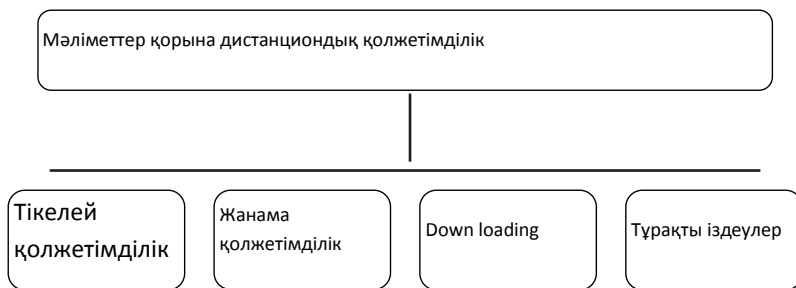 Мәліметтер қорына дистанциондық қолжетімділік
Тікелей
қолжетімділік
Жанама
қолжетімділік
Down loading
Тұрақты іздеулер